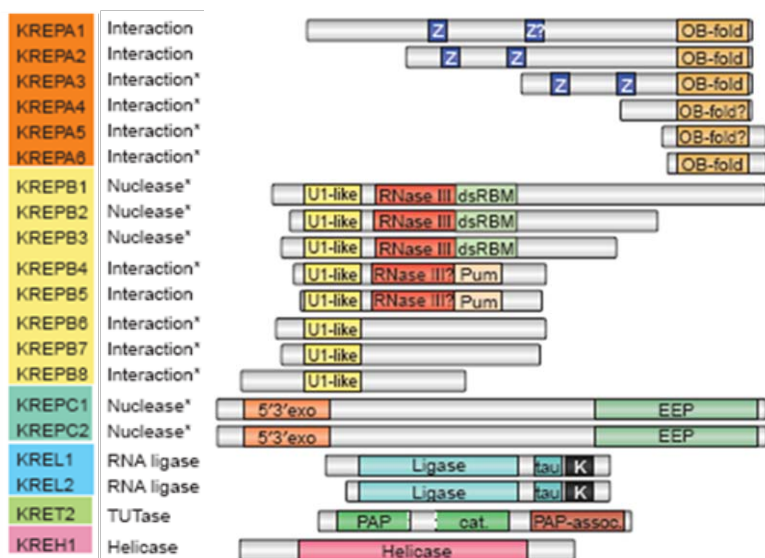 KREPA1 Interaction Z Z? OB-fold
KREPA2 Interaction Z Z OB-fold
KREPA3 Interaction* Z Z OB-fold
KREPA4 Interaction* OB-fold?
KREPA5 Interaction* OB-fold?
KREPA6 Interaction* OB-fold
KREPB1 Nuclease* U1-like RNase III dsRBM
KREPB2 Nuclease* U1-like RNase III dsRBM
KREPB3 Nuclease* U1-like RNase III dsRBM
KREPB4 Interaction* U1-like RNase III? Pum
KREPB5 Interaction U1-like RNase III? Pum
KREPB6 Interaction* U1-like
KREPB7 Interaction* U1-like
KREPB8 Interaction* U1-like
KREPC1 Nuclease* 5'3'exo EEP
KREPC2 Nuclease* 5'3'exo EEP
KREL1 RNA ligase Ligase tau K
KREL2 RNA ligase Ligase tau K
KRET2 TUTase PAP cat. PAP-assoc.
KREH1 Helicase Helicase